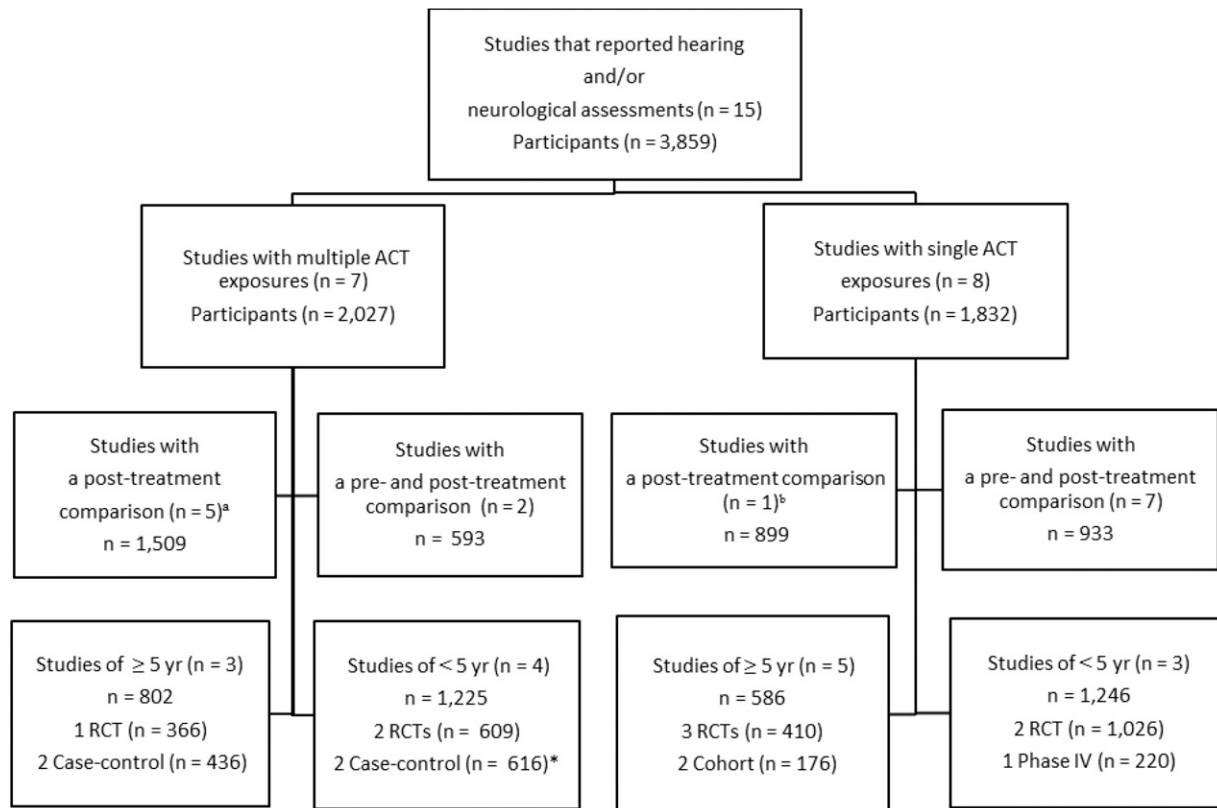 Studies that reported hearing
and/or
neurological assessments (n = 15)
Participants (n = 3,859)
Studies with multiple ACT
exposures (n = 7)
Participants (n = 2,027)
Studies with single ACT
exposures (n = 8)
Participants (n = 1,832)
Studies with
a post-treatment
comparison (n = 5)ª
n = 1,509
Studies with
a pre- and post-treatment
comparison (n = 2)
n = 593
Studies with
a post-treatment comparison
(n = 1)ᵇ
n = 899
Studies with
a pre- and post-treatment
comparison (n = 7)
n = 933
Studies of ≥ 5 yr (n = 3)
n = 802
1 RCT (n = 366)
2 Case-control (n = 436)
Studies of < 5 yr (n = 4)
n = 1,225
2 RCTs (n = 609)
2 Case-control (n = 616)*
Studies of ≥ 5 yr (n = 5)
n = 586
3 RCTs (n = 410)
2 Cohort (n = 176)
Studies of < 5 yr (n = 3)
n = 1,246
2 RCT (n = 1,026)
1 Phase IV (n = 220)